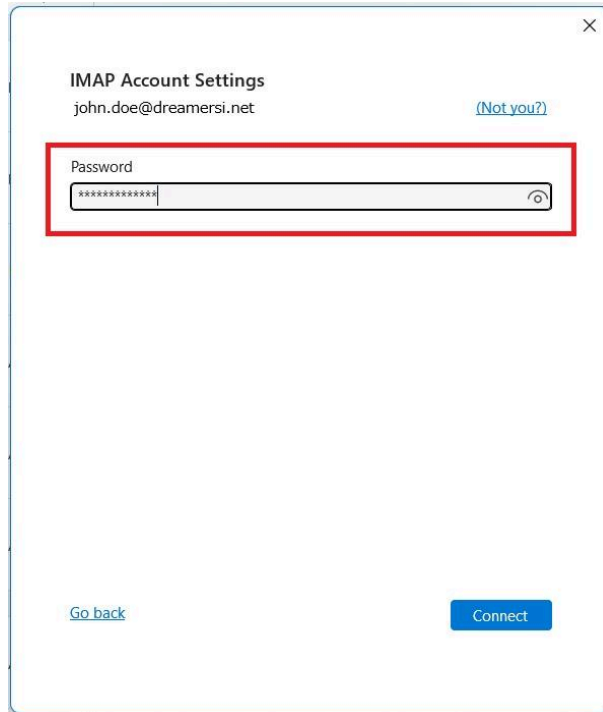 IMAP Account Settings
john.doe@dreamersi.net (Not you?)
Password
*************
Go back Connect